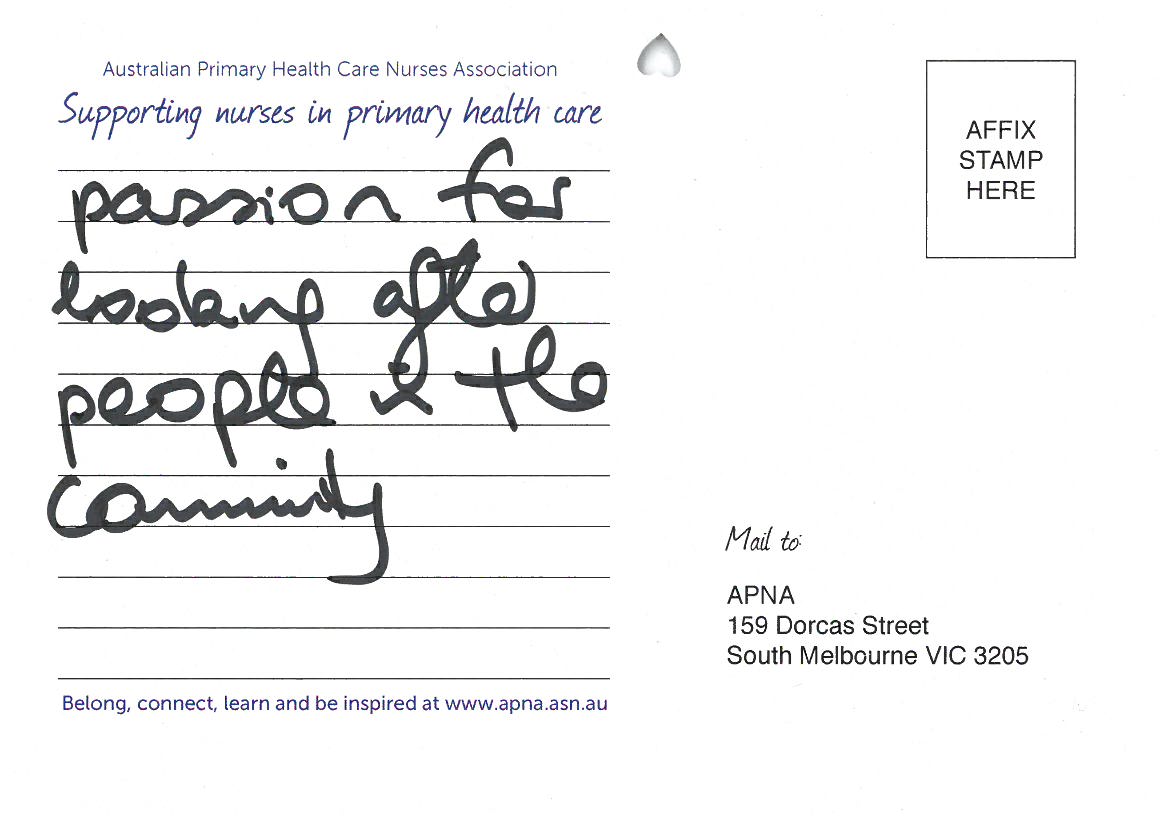 Australian Primary Health Care Nurses Association
Supporting nurses in primary health care
passion for
looking after
people in the
community
Belong, connect, learn and be inspired at www.apna.asn.au
AFFIX
STAMP
HERE
Mail to:
APNA
159 Dorcas Street
South Melbourne VIC 3205